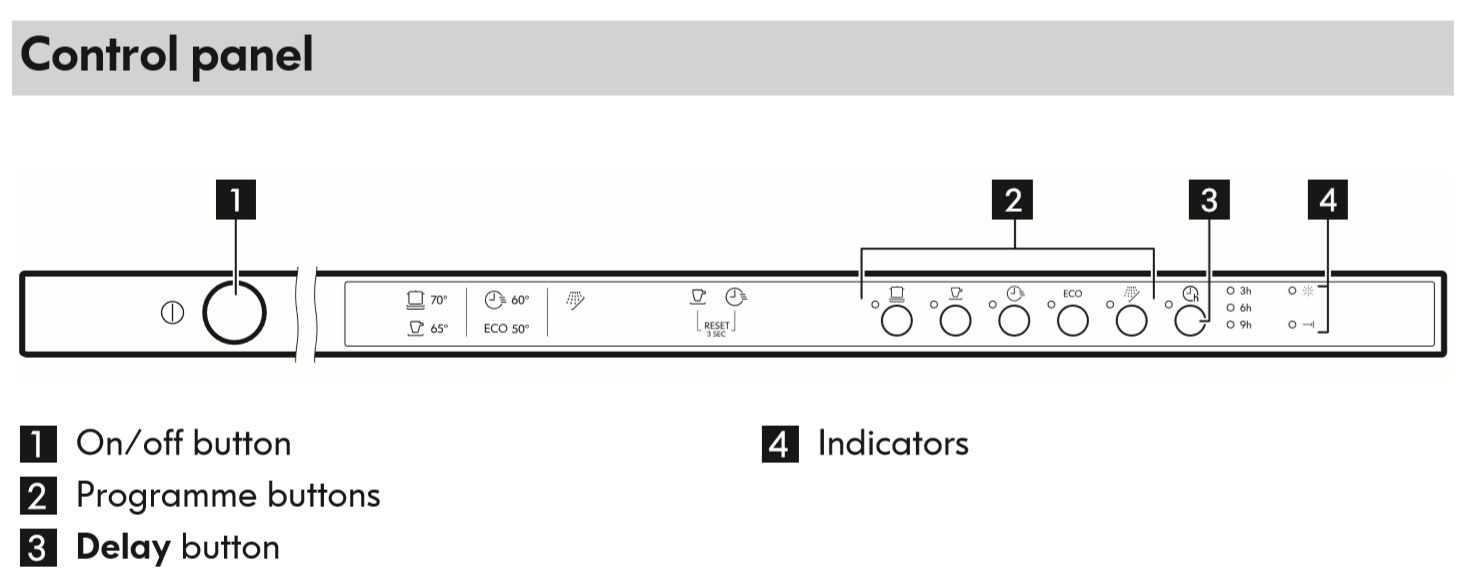 Control panel
1 2 3 4
70° 60° ECO 3h
65° ECO 50° RESET 6h
3 SEC 9h
1 On/off button
2 Programme buttons
3 Delay button
4 Indicators